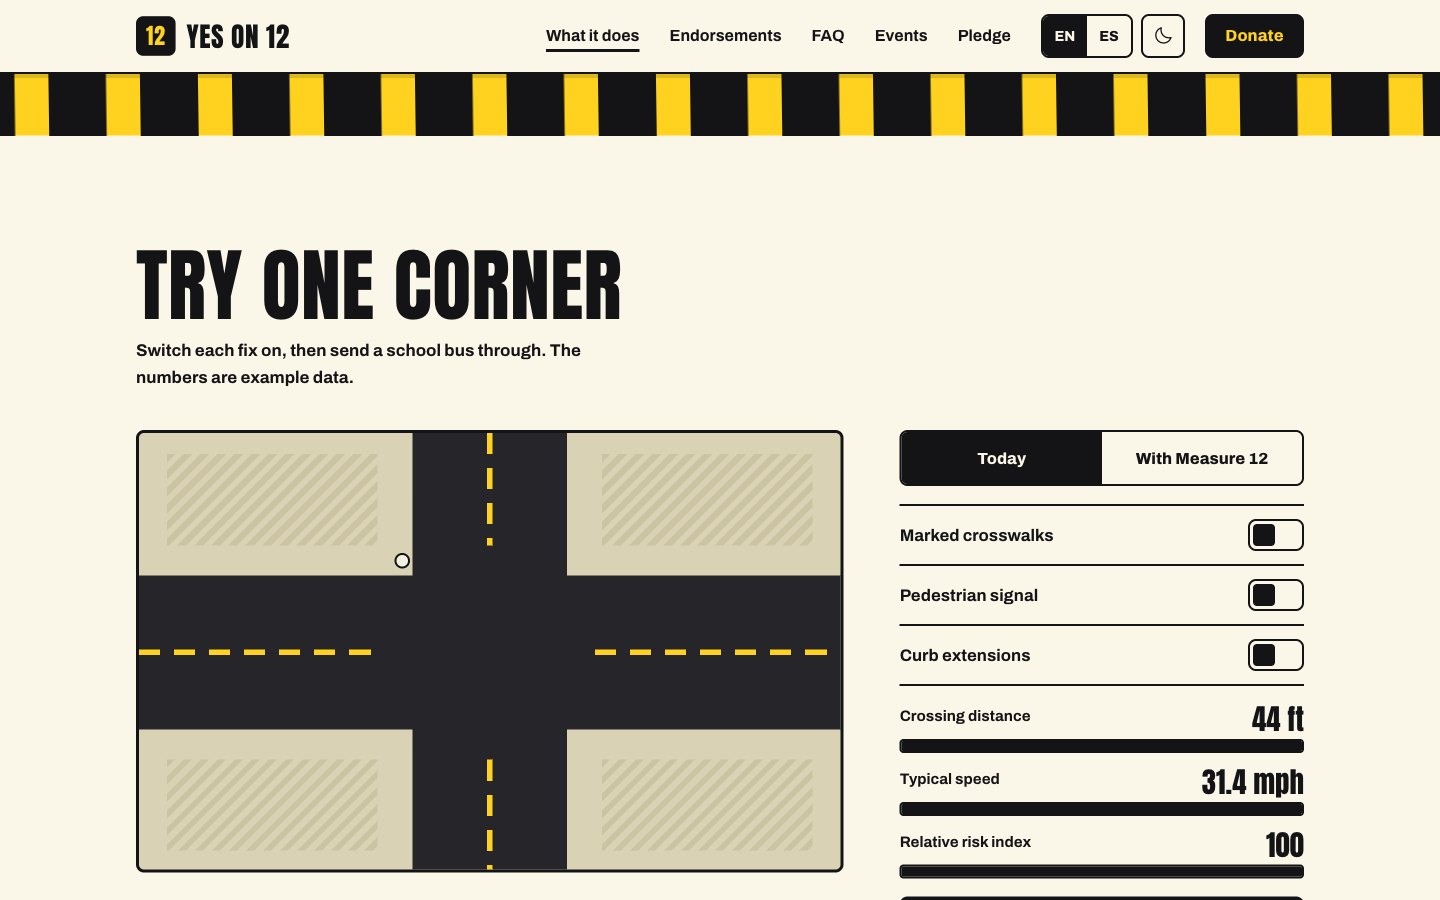 12 YES ON 12
What it does
Endorsements
FAQ
Events
Pledge
EN
ES
Donate
TRY ONE CORNER
Switch each fix on, then send a school bus through. The
numbers are example data.
Today
With Measure 12
Marked crosswalks
Pedestrian signal
Curb extensions
Crossing distance
44 ft
Typical speed
31.4 mph
Relative risk index
100